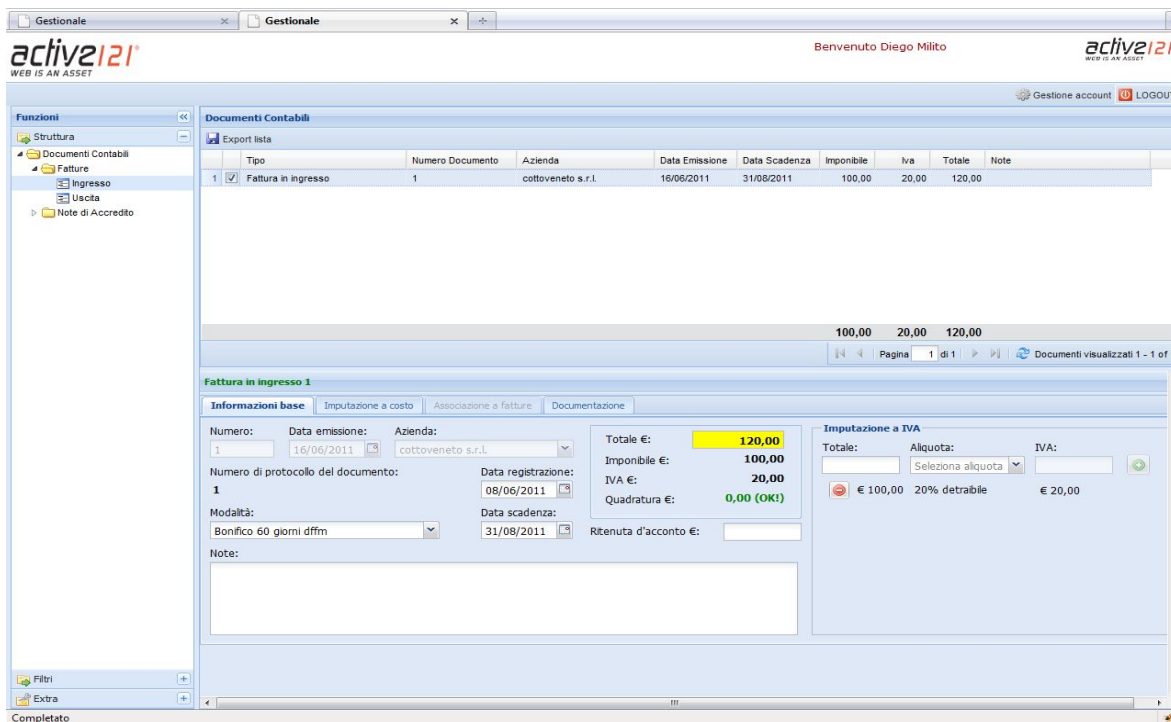 Gestionale
Gestionale
active121
WEB IS AN ASSET
Benvenuto Diego Milito
active121
WEB IS AN ASSET
Gestione account LOGOUT
Funzioni
Struttura
Documenti Contabili
Fatture
Ingresso
Uscita
Note di Accredito
Filtri
Extra
Documenti Contabili
Export lista
Tipo Numero Documento Azienda Data Emissione Data Scadenza Imponibile Iva Totale Note
1 Fattura in ingresso 1 cottoveneto s.r.l. 16/06/2011 31/08/2011 100,00 20,00 120,00
100,00 20,00 120,00
Pagina 1 di 1 Documenti visualizzati 1 - 1 of
Fattura in ingresso 1
Informazioni base Imputazione a costo Associazione a fatture Documentazione
Numero: Data emissione: Azienda:
1 16/06/2011 cottoveneto s.r.l.
Numero di protocollo del documento: Data registrazione:
1 08/06/2011
Modalità: Data scadenza:
Bonifico 60 giorni dffm 31/08/2011
Note:
Totale €: 120,00
Imponibile €: 100,00
IVA €: 20,00
Quadratura €: 0,00 (OK!)
Ritenuta d'acconto €:
Imputazione a IVA
Totale: Aliquota: IVA:
Seleziona aliquota
€ 100,00 20% detraibile € 20,00
Completato